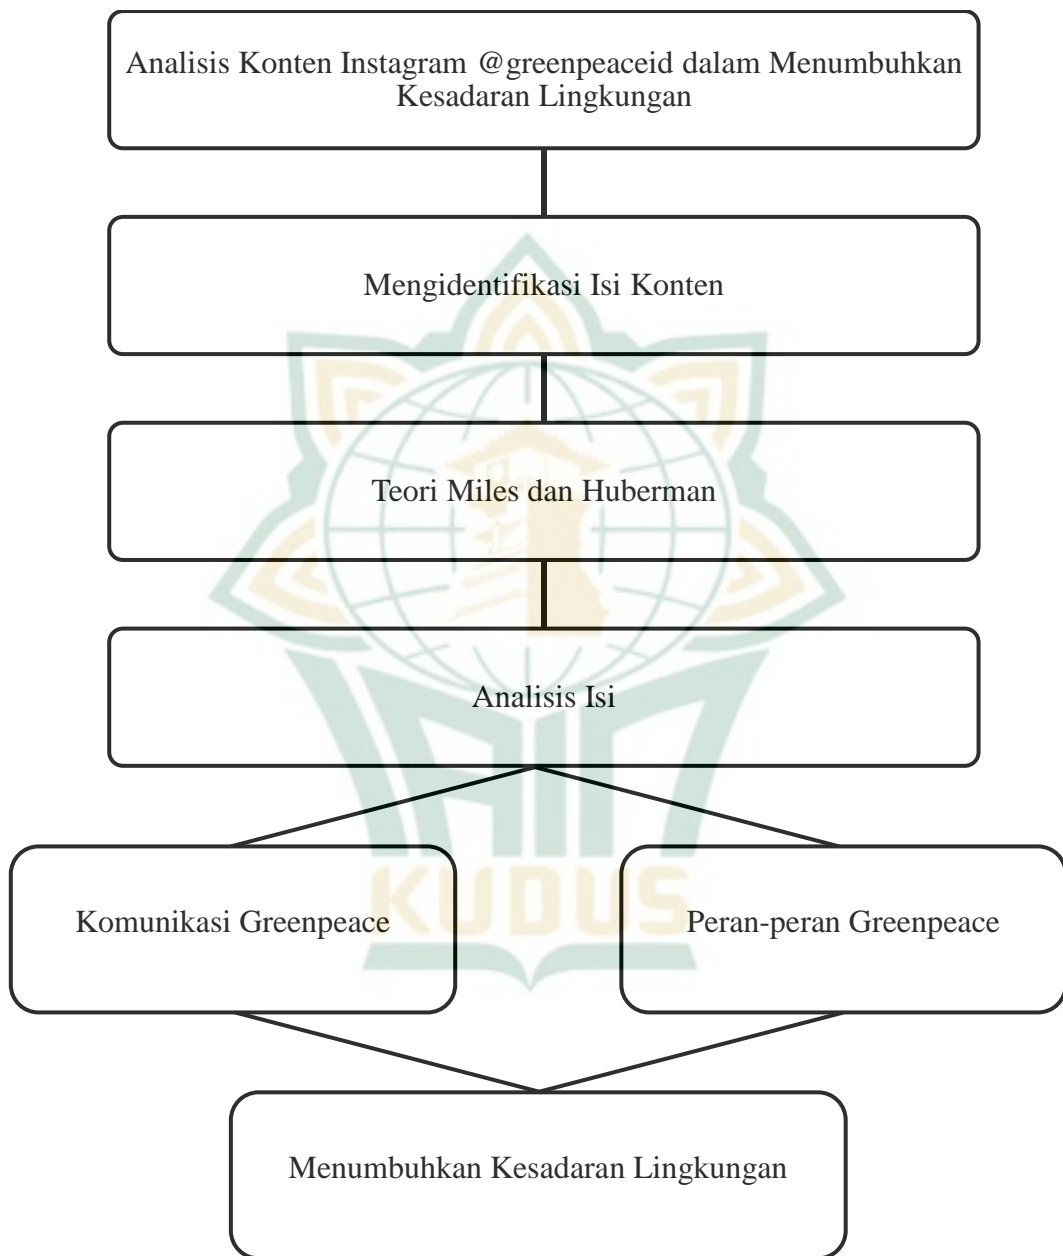 Analisis Konten Instagram @greenpeaceid dalam Menumbuhkan
Kesadaran Lingkungan
Mengidentifikasi Isi Konten
Teori Miles dan Huberman
Analisis Isi
Komunikasi Greenpeace
Peran-peran Greenpeace
Menumbuhkan Kesadaran Lingkungan
IAIN
KUDUS